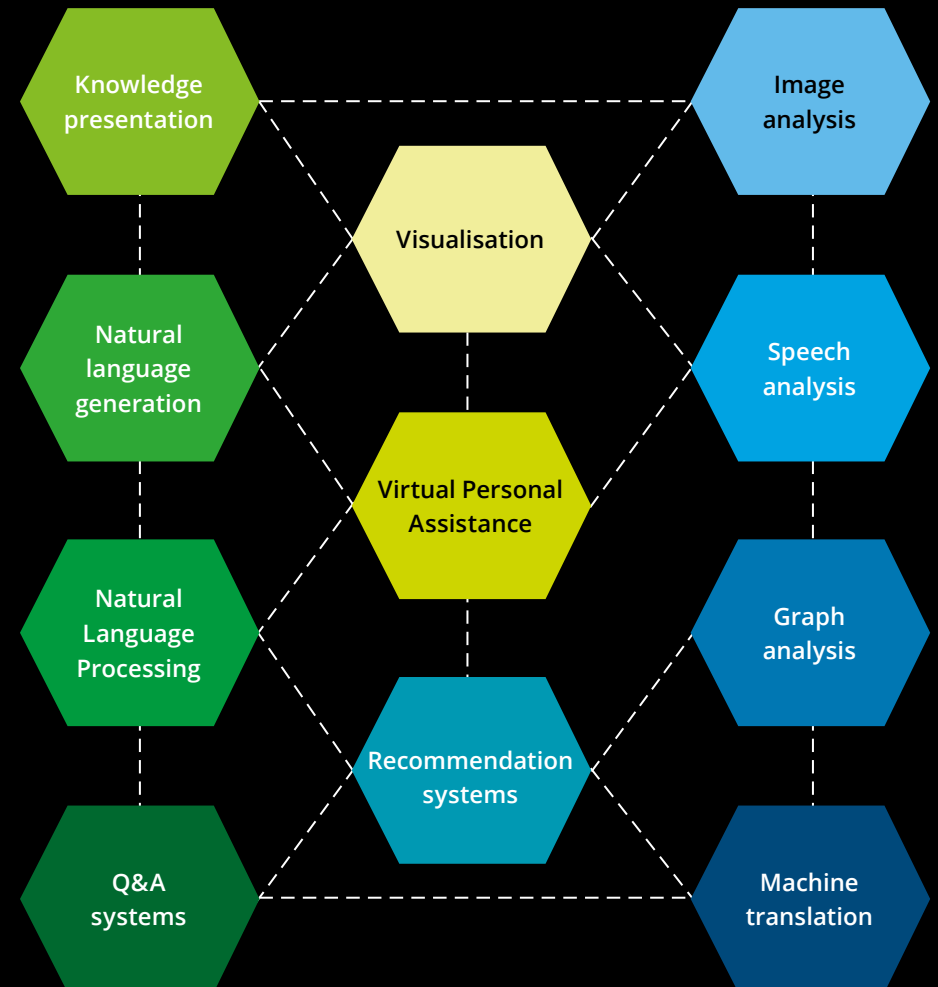 Knowledge
presentation
Image
analysis
Visualisation
Natural
language
generation
Speech
analysis
Virtual Personal
Assistance
Natural
Language
Processing
Graph
analysis
Recommendation
systems
Q&A
systems
Machine
translation